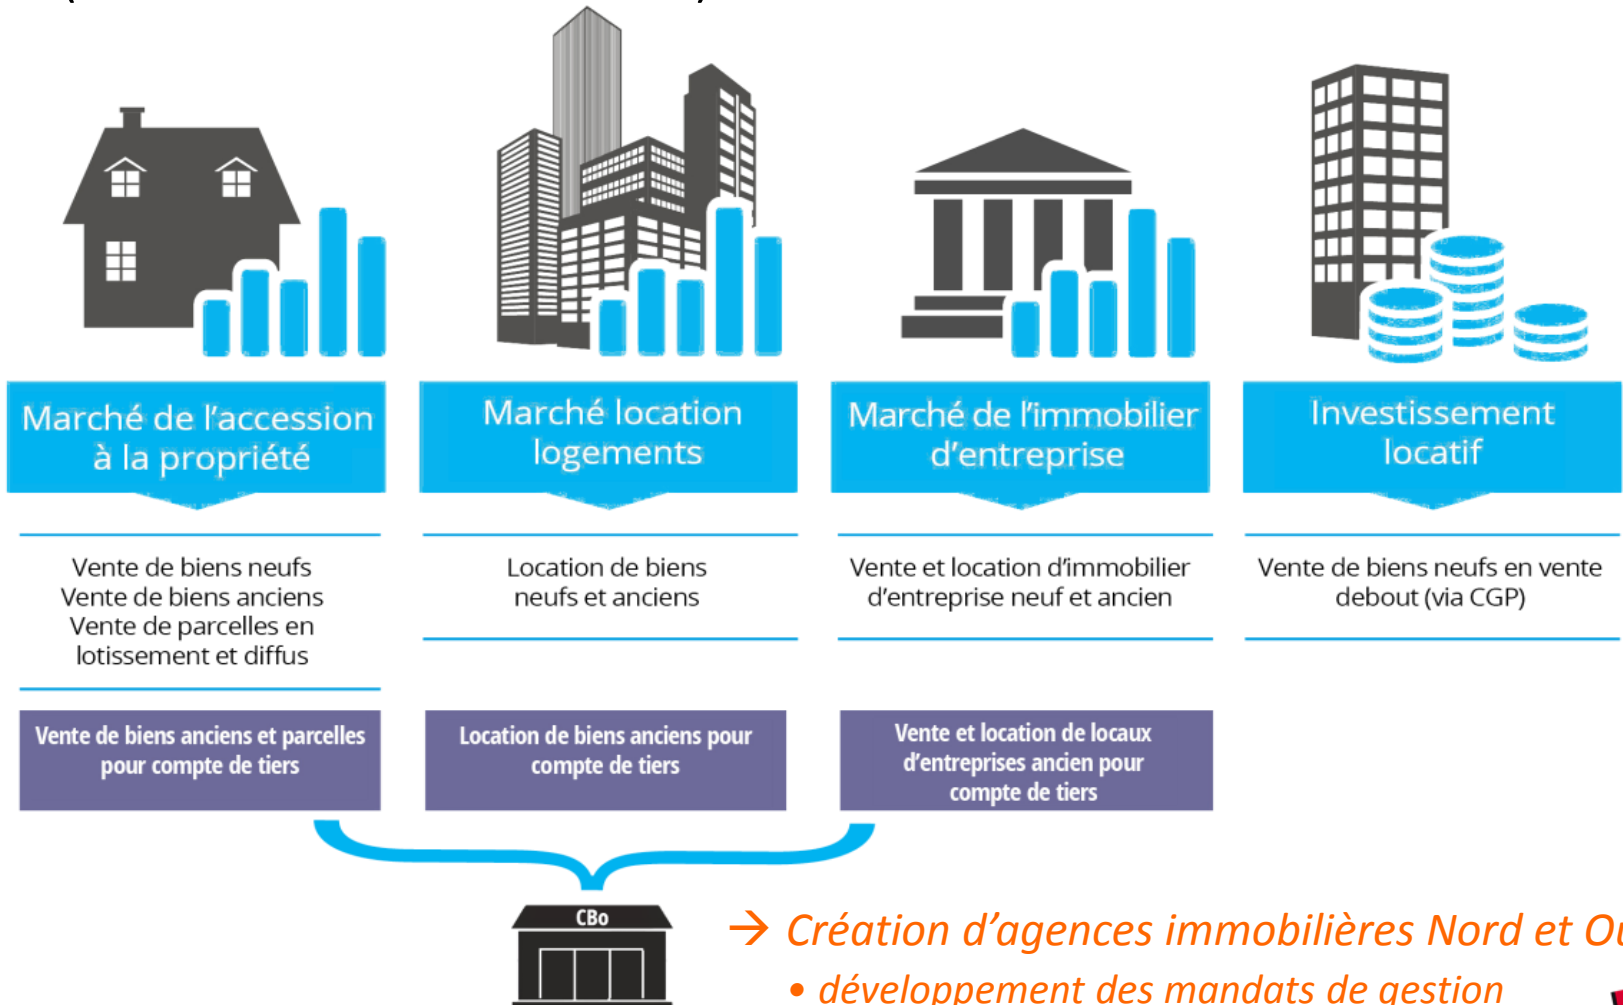 Marché de l'accession
à la propriété
Marché location
logements
Marché de l'immobilier
d'entreprise
Investissement
locatif
Vente de biens neufs
Vente de biens anciens
Vente de parcelles en
lotissement et diffus
Location de biens
neufs et anciens
Vente et location d'immobilier
d'entreprise neuf et ancien
Vente de biens neufs en vente
debout (via CGP)
Vente de biens anciens et parcelles
pour compte de tiers
Location de biens anciens pour
compte de tiers
Vente et location de locaux
d'entreprises ancien pour
compte de tiers
CBo
→ Création d'agences immobilières Nord et Ou
• développement des mandats de gestion